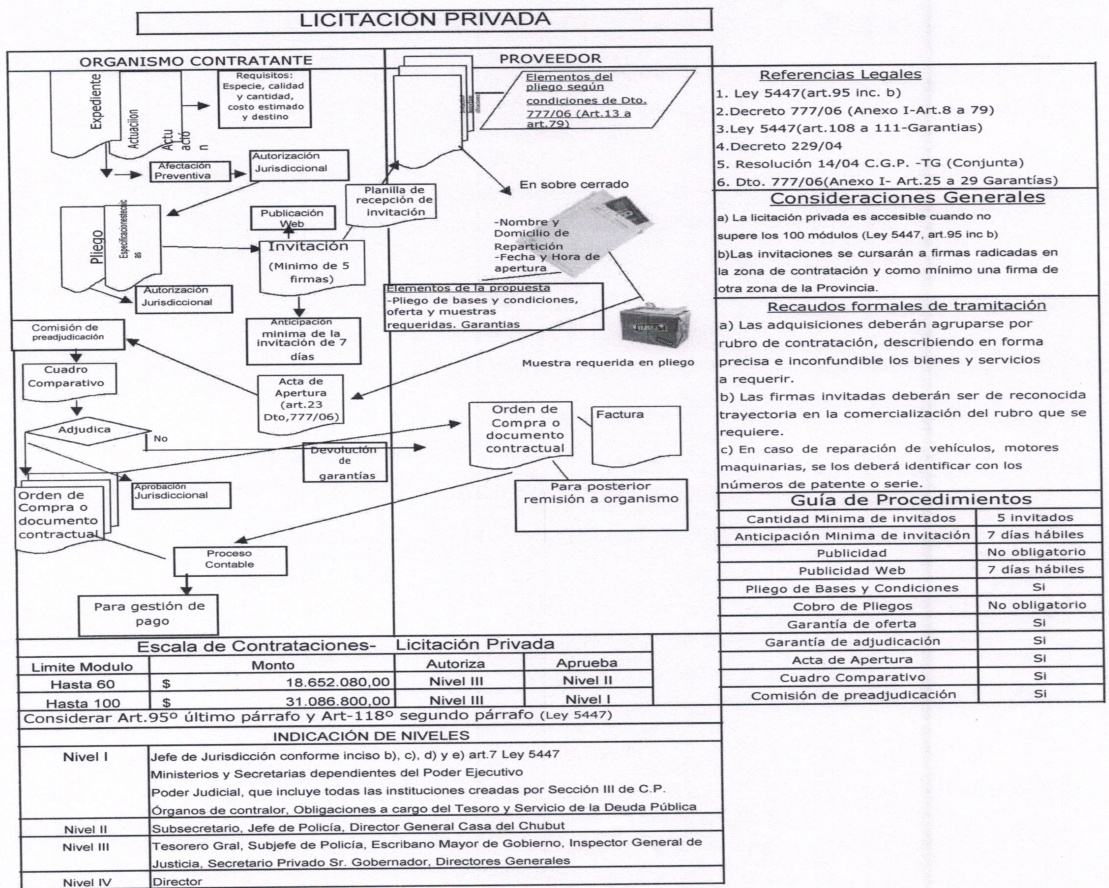 LICITACIÓN PRIVADA
ORGANISMO CONTRATANTE
PROVEEDOR
Expediente
Actuacilon
Actu
ació
n
Requisitos:
Especie, calidad
y cantidad,
costo estimado
y destino
Afectación
Preventiva
Autorización
Jurisdiccional
Pliego
as
Publicación
Web
Invitación
(Minimo de 5
firmas)
Planilla de
recepción de
invitación
Autorización
Jurisdiccional
Anticipación
minima de la
invitación de 7
días
Elementos del
pliego según
condiciones de Dto.
777/06 (Art.13 a
art.79)
En sobre cerrado
-Nombre y
Domicilio de
Repartición
-Fecha y Hora de
apertura
Elementos de la propuesta
-Pliego de bases y condiciones,
oferta y muestras
requeridas. Garantias
Muestra requerida en pliego
Comisión de
preadjudicación
Cuadro
Comparativo
Acta de
Apertura
(art.23
Dto,777/06)
Adjudica
No
Devolución
de
garantías
Aprobación
Jurisdiccional
Orden de
Compra o
documento
contractual
Orden de
Compra o
documento
contractual
Factura
Para posterior
remisión a organismo
Proceso
Contable
Para gestión de
pago
Referencias Legales
1. Ley 5447(art.95 inc. b)
2.Decreto 777/06 (Anexo I-Art.8 a 79)
3.Ley 5447(art.108 a 111-Garantias)
4.Decreto 229/04
5. Resolución 14/04 C.G.P. -TG (Conjunta)
6. Dto. 777/06(Anexo I- Art.25 a 29 Garantías)
Consideraciones Generales
a) La licitación privada es accesible cuando no
supere los 100 módulos (Ley 5447, art.95 inc b)
b)Las invitaciones se cursarán a firmas radicadas en
la zona de contratación y como mínimo una firma de
otra zona de la Provincia.
Recaudos formales de tramitación
a) Las adquisiciones deberán agruparse por
rubro de contratación, describiendo en forma
precisa e inconfundible los bienes y servicios
a requerir.
b) Las firmas invitadas deberán ser de reconocida
trayectoria en la comercialización del rubro que se
requiere.
c) En caso de reparación de vehículos, motores
maquinarias, se los deberá identificar con los
números de patente o serie.
Guía de Procedimientos
Cantidad Minima de invitados 5 invitados
Anticipación Minima de invitación 7 días hábiles
Publicidad No obligatorio
Publicidad Web 7 días hábiles
Pliego de Bases y Condiciones Si
Cobro de Pliegos No obligatorio
Garantía de oferta Si
Garantía de adjudicación Si
Acta de Apertura Si
Cuadro Comparativo Si
Comisión de preadjudicación Si
Escala de Contrataciones- Licitación Privada
Limite Modulo Monto Autoriza Aprueba
Hasta 60 $ 18.652.080,00 Nivel III Nivel II
Hasta 100 $ 31.086.800,00 Nivel III Nivel I
Considerar Art.95º último párrafo y Art-118º segundo párrafo (Ley 5447)
INDICACIÓN DE NIVELES
Nivel I Jefe de Jurisdicción conforme inciso b), c), d) y e) art.7 Ley 5447
Ministerios y Secretarias dependientes del Poder Ejecutivo
Poder Judicial, que incluye todas las instituciones creadas por Sección III de C.P.
Órganos de contralor, Obligaciones a cargo del Tesoro y Servicio de la Deuda Pública
Nivel II Subsecretario, Jefe de Policía, Director General Casa del Chubut
Nivel III Tesorero Gral, Subjefe de Policía, Escribano Mayor de Gobierno, Inspector General de
Justicia, Secretario Privado Sr. Gobernador, Directores Generales
Nivel IV Director